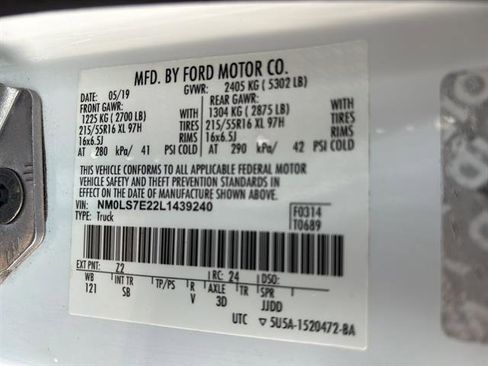 MFD. BY FORD MOTOR CO.
DATE: 05/19 GVWR: 2405 KG ( 5302 LB)
FRONT GAWR: REAR GAWR:
1225 KG ( 2700 LB) WITH 1304 KG ( 2875 LB) WITH
215/55R16 XL 97H TIRES 215/55R16 XL 97H TIRES
16x6.5J RIMS 16x6.5J RIMS
AT 280 kPa/ 41 PSI COLD AT 290 kPa/ 42 PSI COLD
THIS VEHICLE CONFORMS TO ALL APPLICABLE FEDERAL MOTOR
VEHICLE SAFETY AND THEFT PREVENTION STANDARDS IN
EFFECT ON THE DATE OF MANUFACTURE SHOWN ABOVE.
VIN: NM0LS7E22L1439240 F0314
TYPE: Truck T0689
EXT PNT: Z2 RC: 24 DSO:
WB INT TR TP/PS R AXLE TR SPR
121 SB V 3D JJDD
UTC ▽ 5U5A-1520472-BA